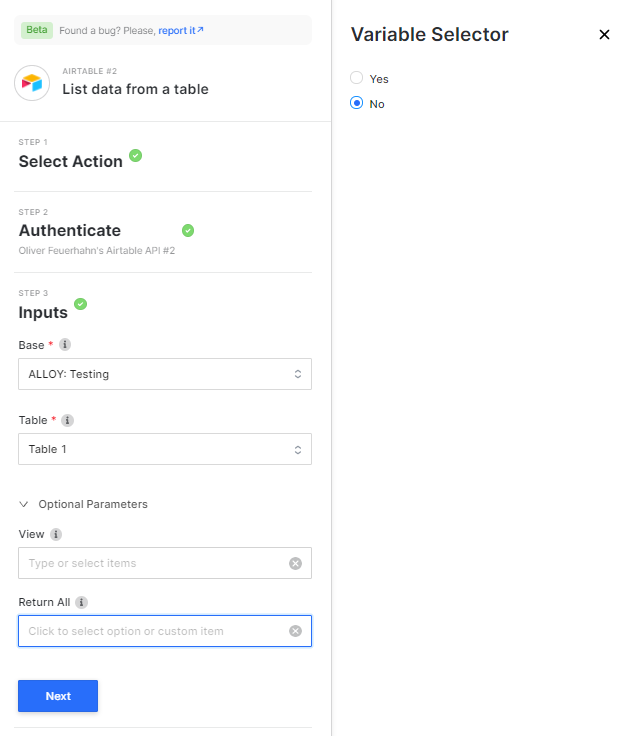 Beta Found a bug? Please, report it↗
AIRTABLE #2
List data from a table
STEP 1
Select Action
STEP 2
Authenticate
Oliver Feuerhahn's Airtable API #2
STEP 3
Inputs
Base * i
ALLOY: Testing
Table * i
Table 1
Optional Parameters
View i
Type or select items
Return All i
Click to select option or custom item
Next
Variable Selector
Yes
No